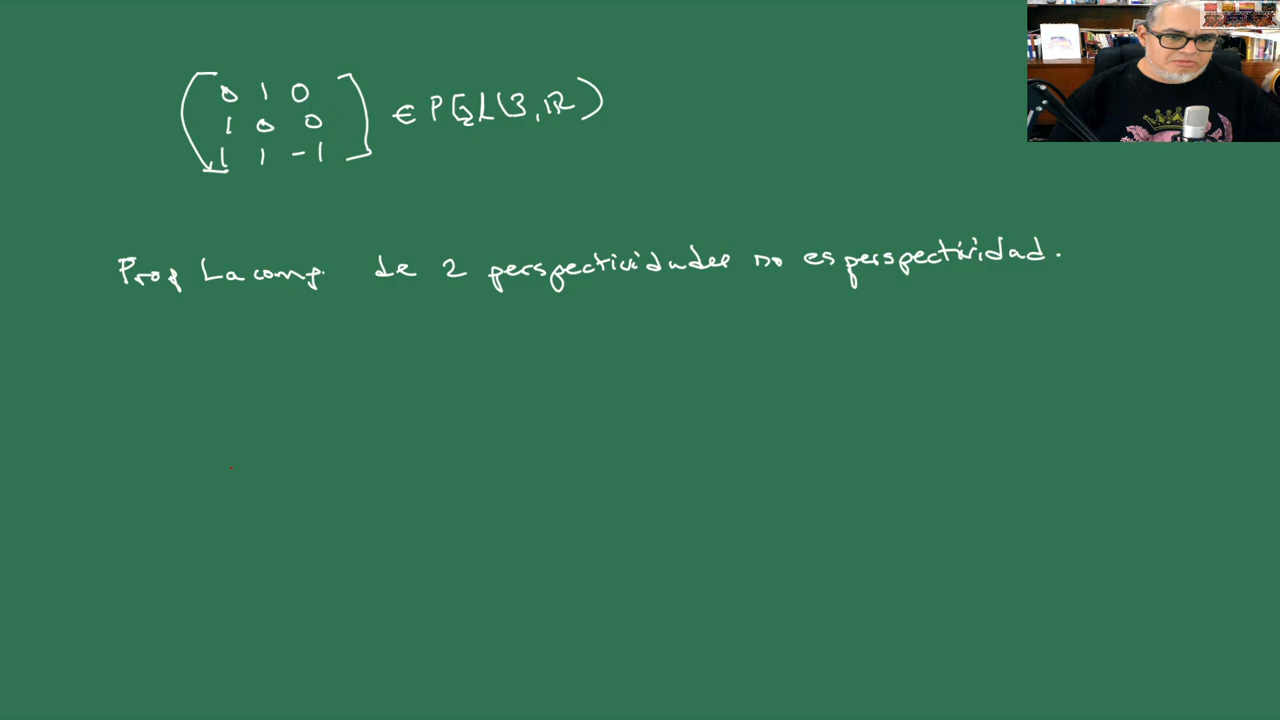 0 1 0
1 0 0 ∈ PGL(3, ℝ)
1 1 -1
Prop La comp. de 2 perspectividades no es perspectividad.